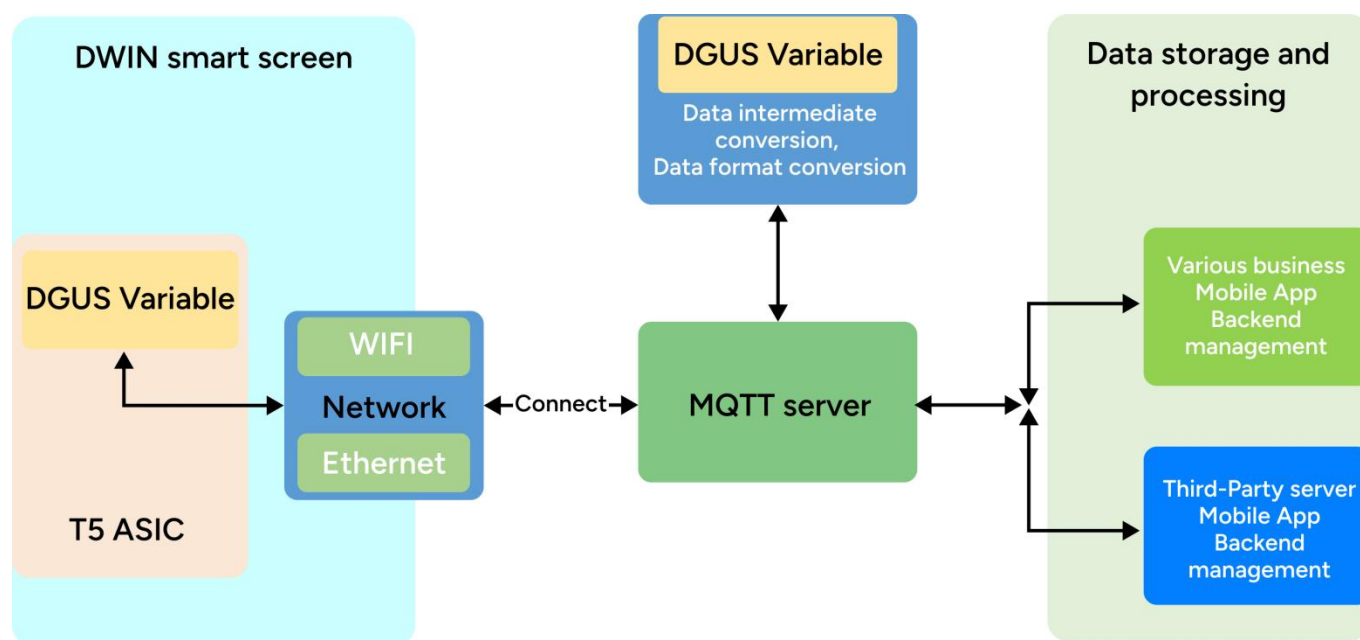 DWIN smart screen
DGUS Variable
T5 ASIC
WIFI
Network
Ethernet
Connect
DGUS Variable
Data intermediate
conversion,
Data format conversion
MQTT server
Data storage and
processing
Various business
Mobile App
Backend
management
Third-Party server
Mobile App
Backend
management